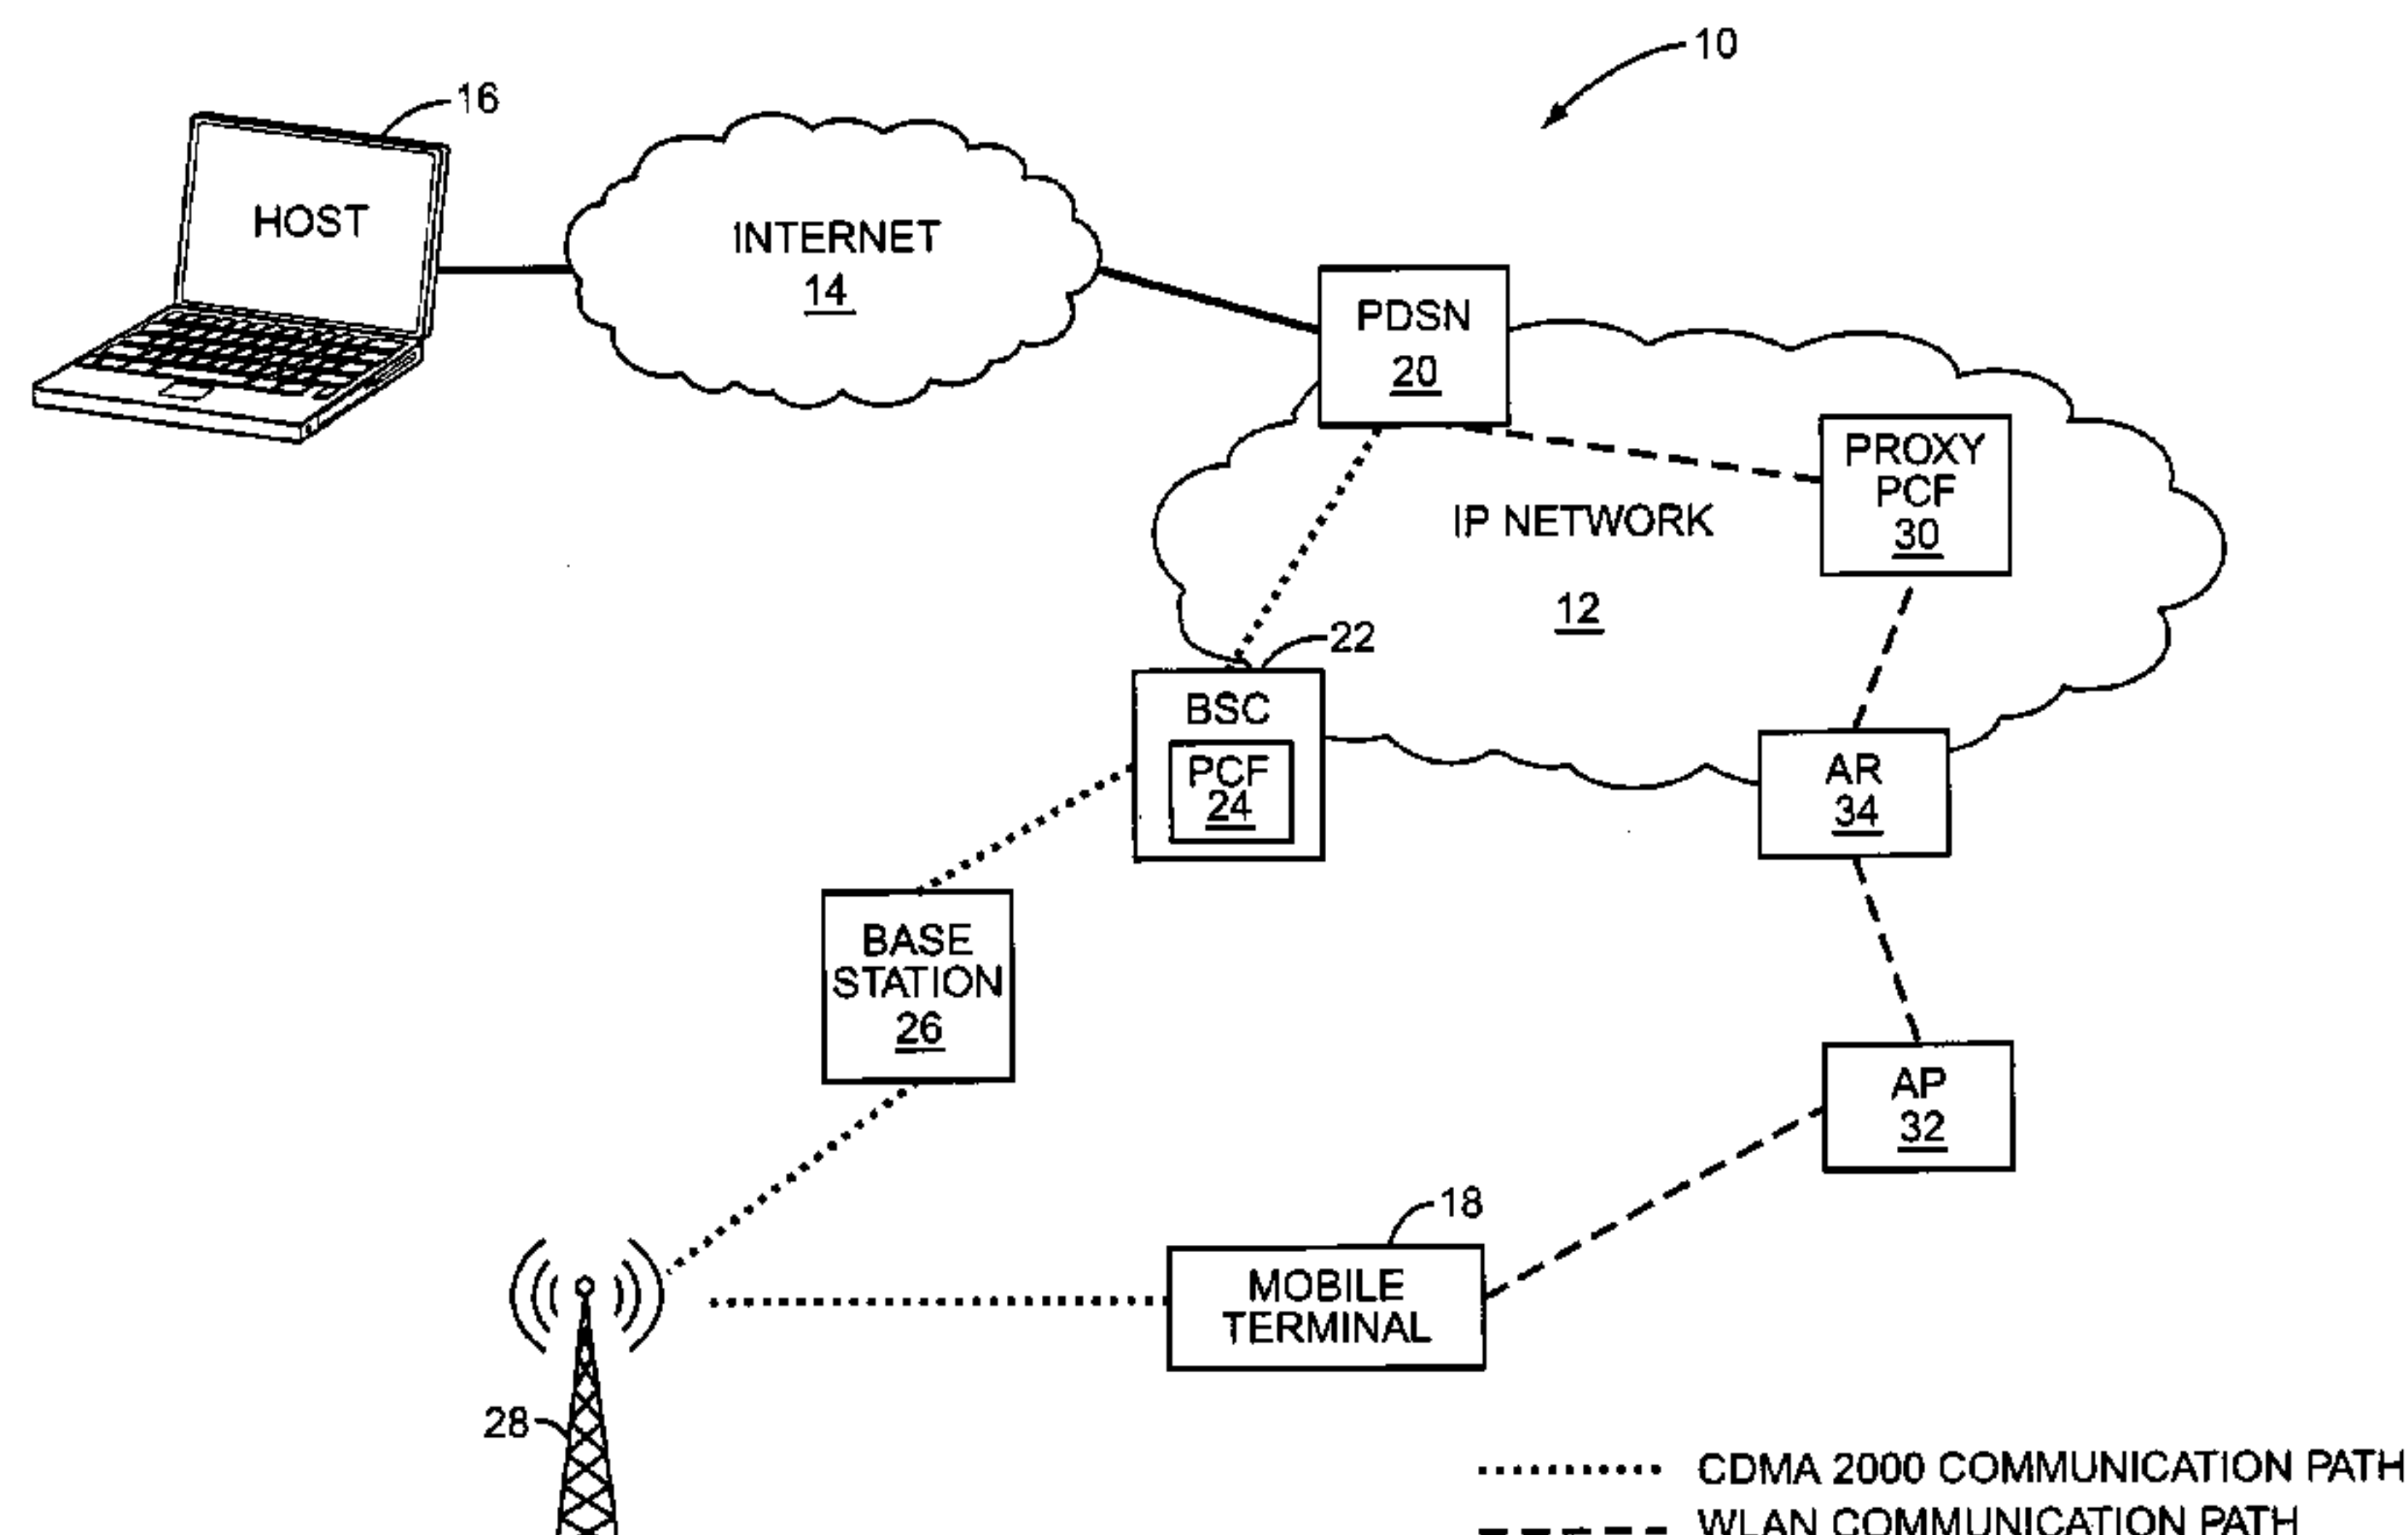 10
16
HOST
INTERNET
14
PDSN
20
PROXY
PCF
30
IP NETWORK
12
22
BSC
PCF
24
AR
34
BASE
STATION
26
AP
32
18
MOBILE
TERMINAL
28
CDMA 2000 COMMUNICATION PATH
WLAN COMMUNICATION PATH